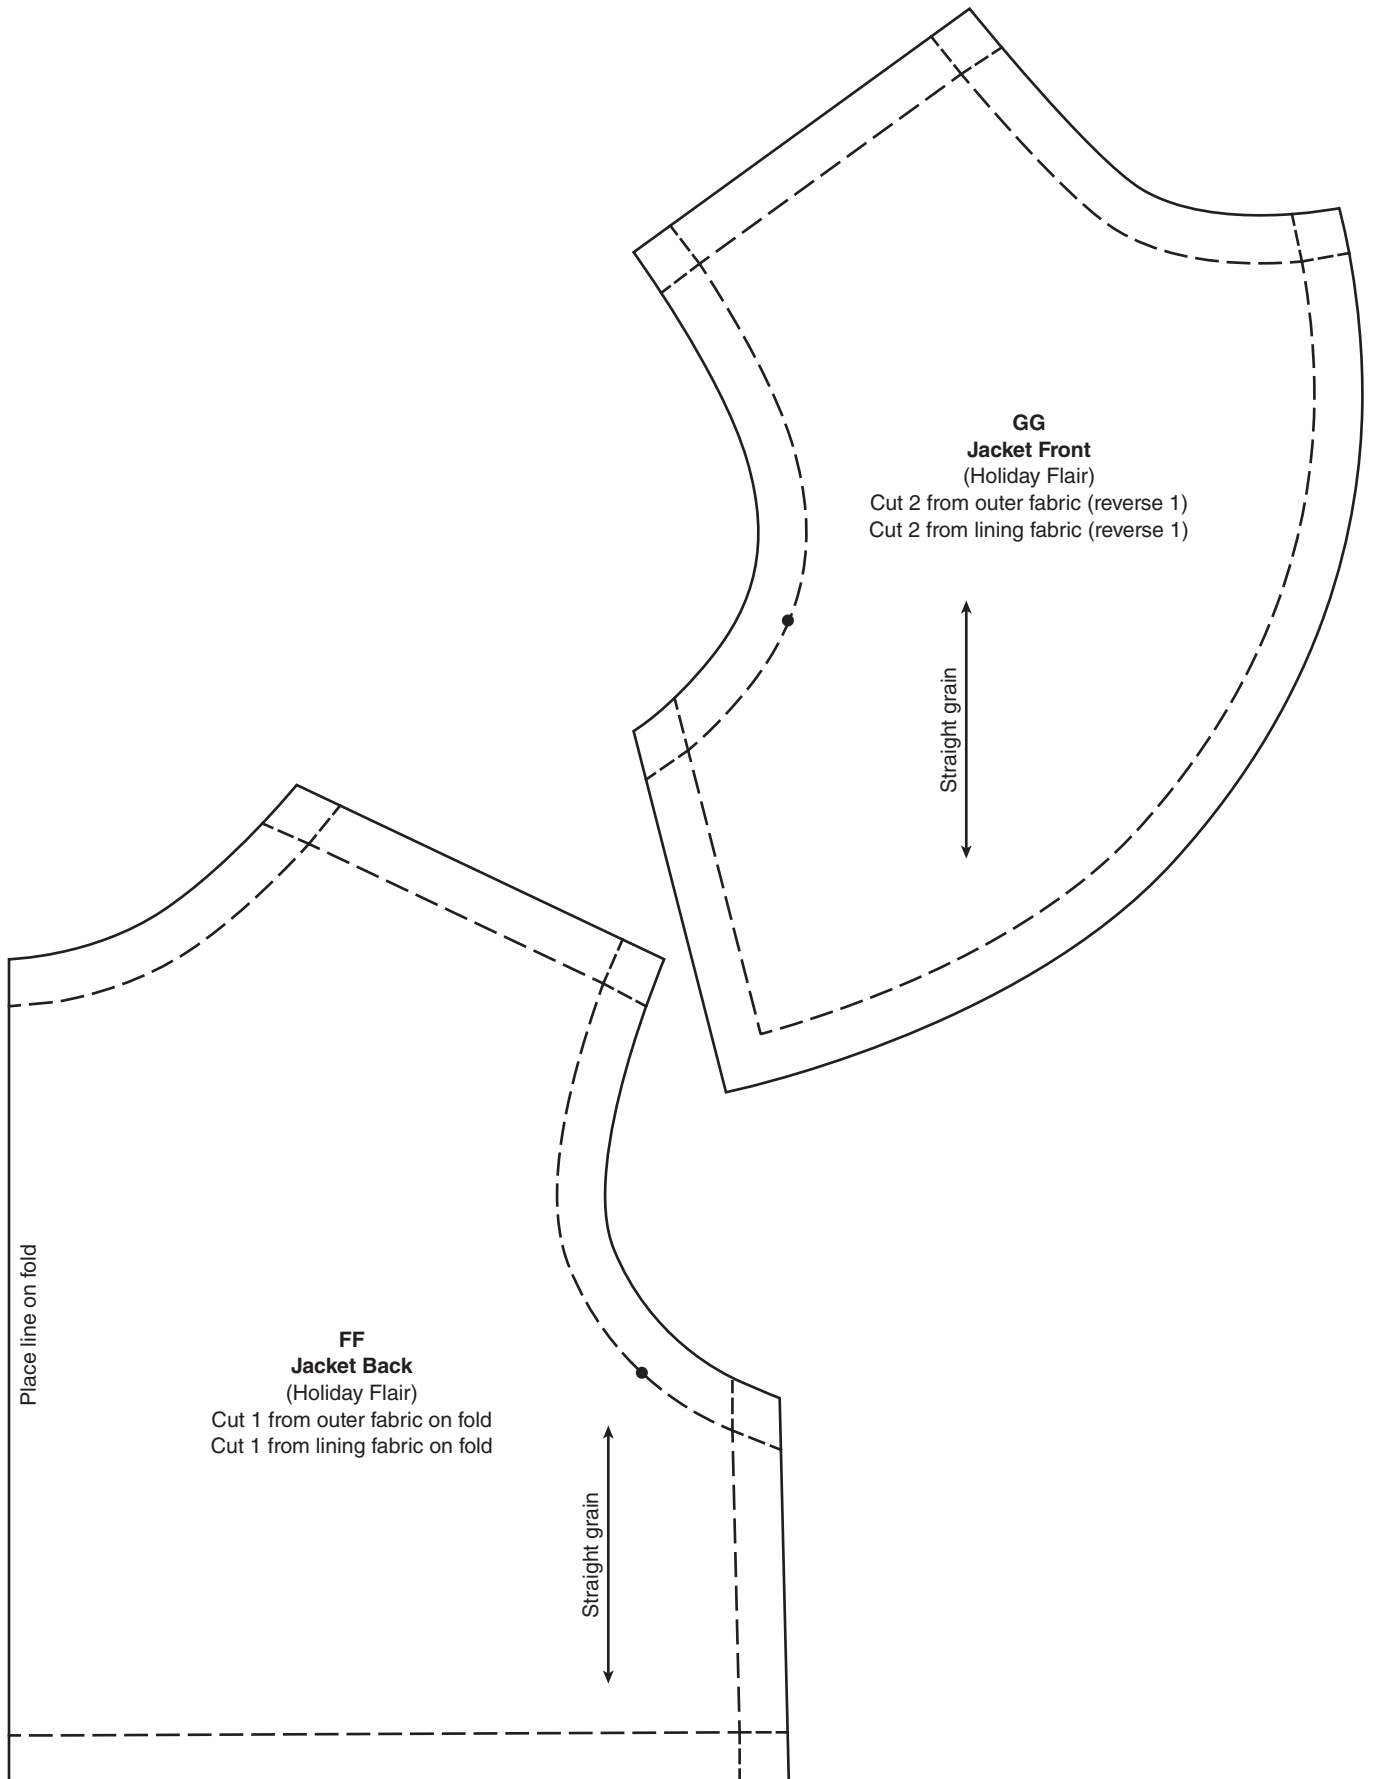 GG
Jacket Front
(Holiday Flair)
Cut 2 from outer fabric (reverse 1)
Cut 2 from lining fabric (reverse 1)
Straight grain
Place line on fold
FF
Jacket Back
(Holiday Flair)
Cut 1 from outer fabric on fold
Cut 1 from lining fabric on fold
Straight grain